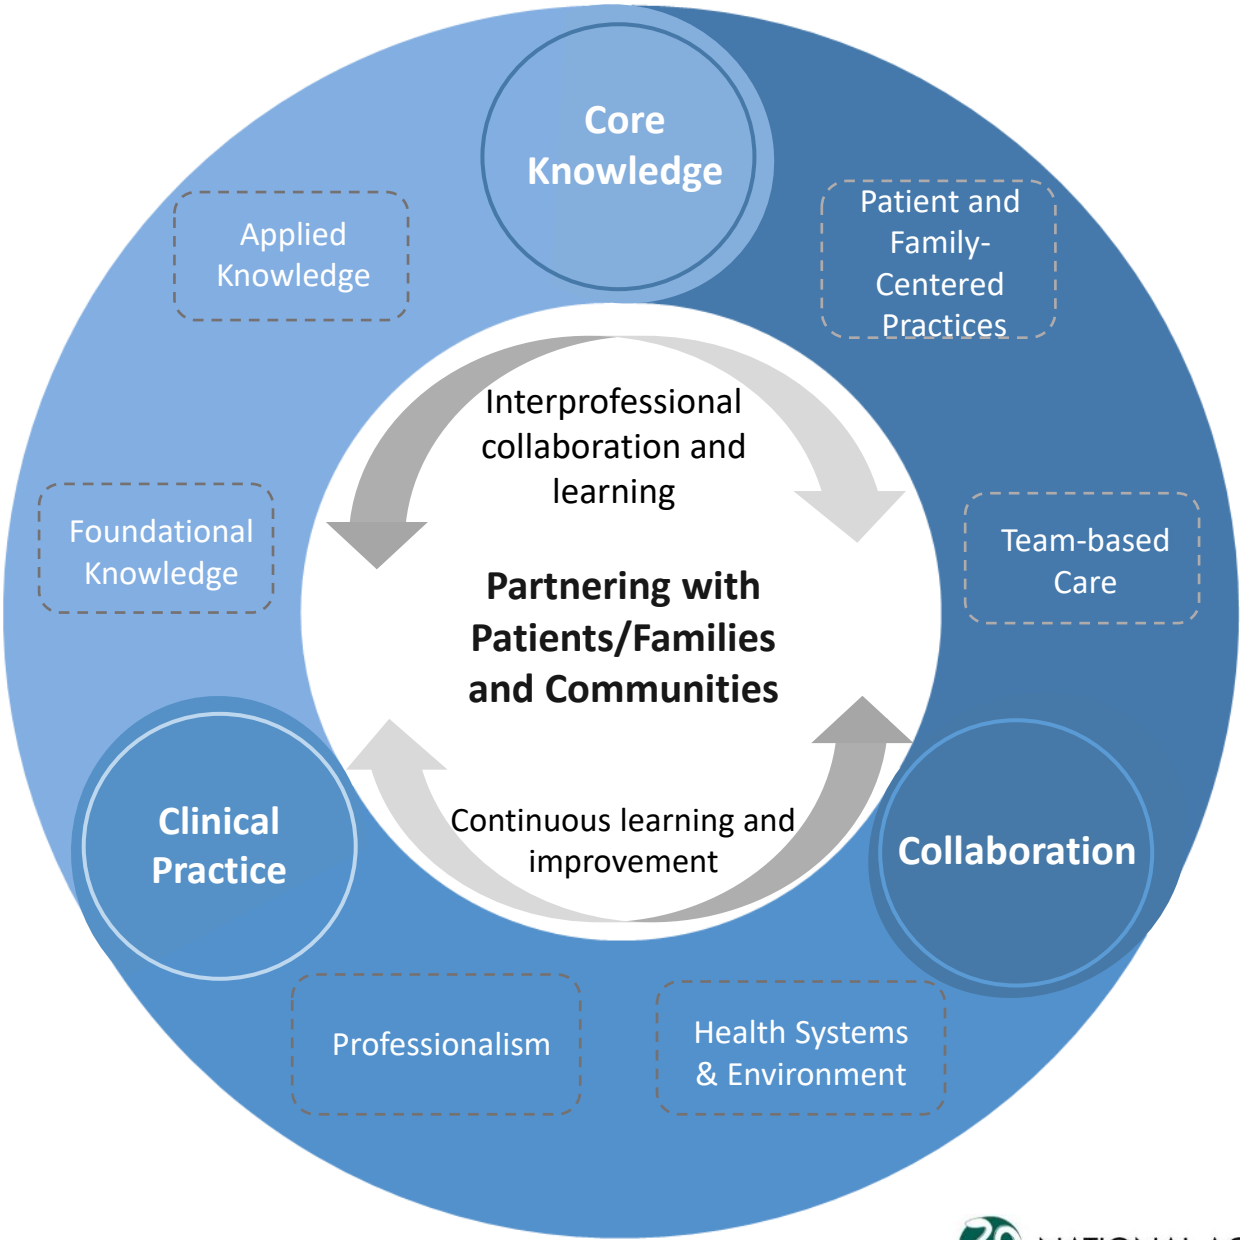 Core
Knowledge
Applied
Knowledge
Patient and
Family-
Centered
Practices
Interprofessional
collaboration and
learning
Foundational
Knowledge
Team-based
Care
Partnering with
Patients/Families
and Communities
Clinical
Practice
Continuous learning and
improvement
Collaboration
Professionalism
Health Systems
& Environment